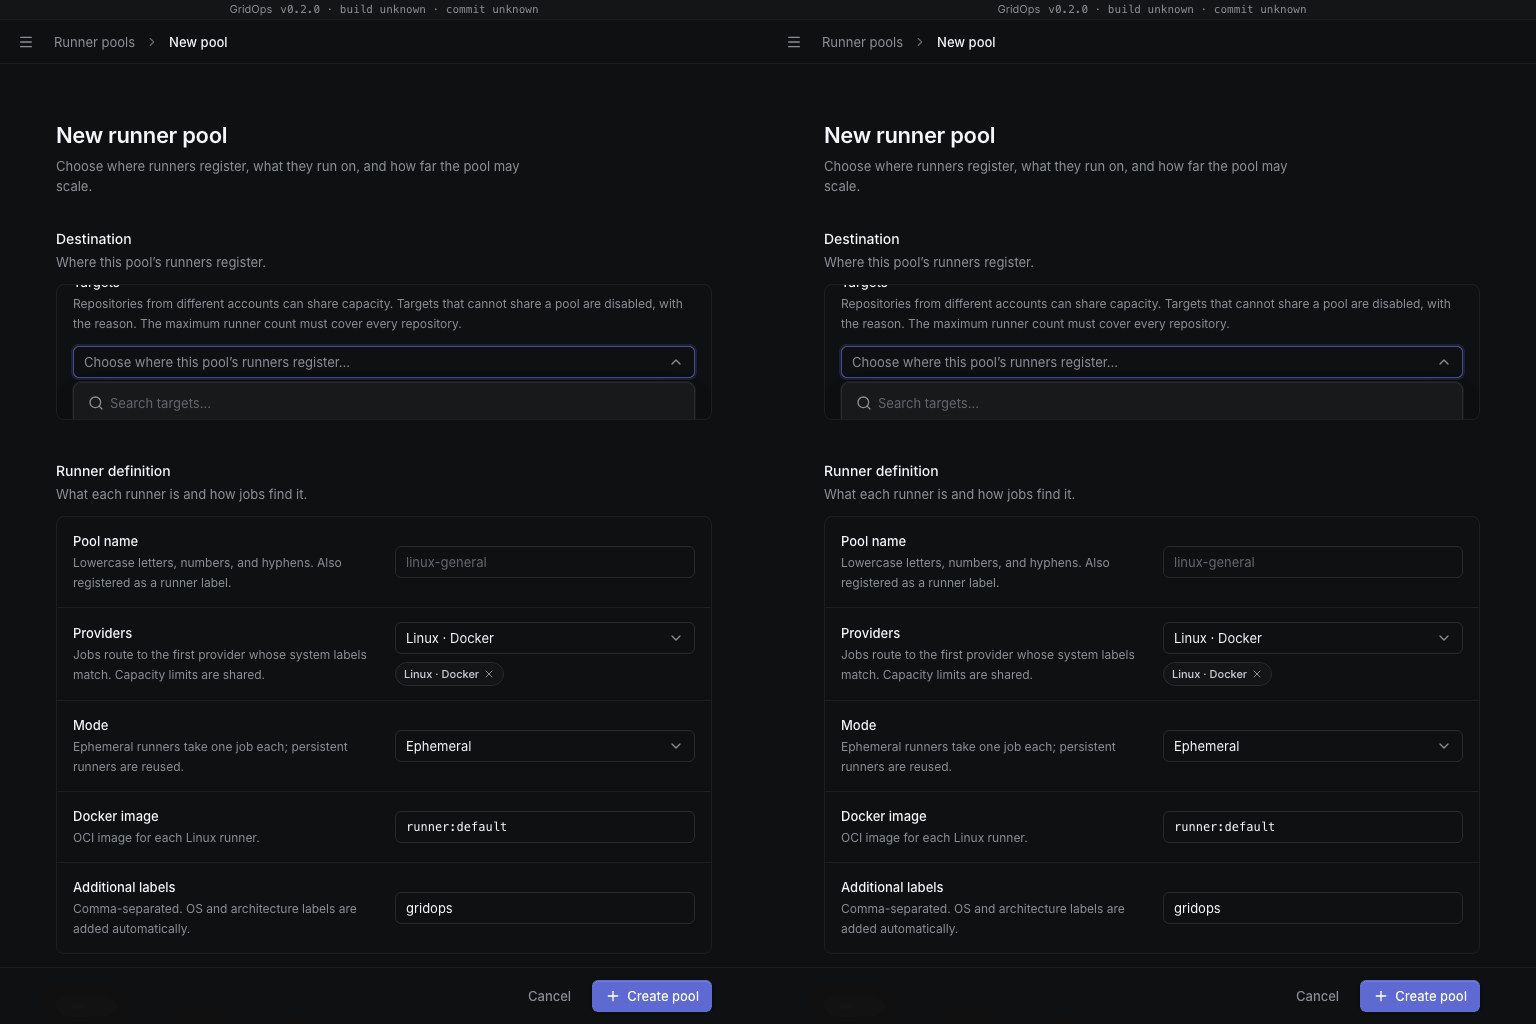 GridOps v0.2.0 · build unknown · commit unknown
Runner pools > New pool
New runner pool
Choose where runners register, what they run on, and how far the pool may
scale.
Destination
Where this pool’s runners register.
Targets
Repositories from different accounts can share capacity. Targets that cannot share a pool are disabled, with
the reason. The maximum runner count must cover every repository.
Choose where this pool’s runners register...
Search targets...
Runner definition
What each runner is and how jobs find it.
Pool name
Lowercase letters, numbers, and hyphens. Also
registered as a runner label.
linux-general
Providers
Jobs route to the first provider whose system labels
match. Capacity limits are shared.
Linux · Docker
Linux · Docker ×
Mode
Ephemeral runners take one job each; persistent
runners are reused.
Ephemeral
Docker image
OCI image for each Linux runner.
runner:default
Additional labels
Comma-separated. OS and architecture labels are
added automatically.
gridops
Cancel
+ Create pool
GridOps v0.2.0 · build unknown · commit unknown
Runner pools > New pool
New runner pool
Choose where runners register, what they run on, and how far the pool may
scale.
Destination
Where this pool’s runners register.
Targets
Repositories from different accounts can share capacity. Targets that cannot share a pool are disabled, with
the reason. The maximum runner count must cover every repository.
Choose where this pool’s runners register...
Search targets...
Runner definition
What each runner is and how jobs find it.
Pool name
Lowercase letters, numbers, and hyphens. Also
registered as a runner label.
linux-general
Providers
Jobs route to the first provider whose system labels
match. Capacity limits are shared.
Linux · Docker
Linux · Docker ×
Mode
Ephemeral runners take one job each; persistent
runners are reused.
Ephemeral
Docker image
OCI image for each Linux runner.
runner:default
Additional labels
Comma-separated. OS and architecture labels are
added automatically.
gridops
Cancel
+ Create pool